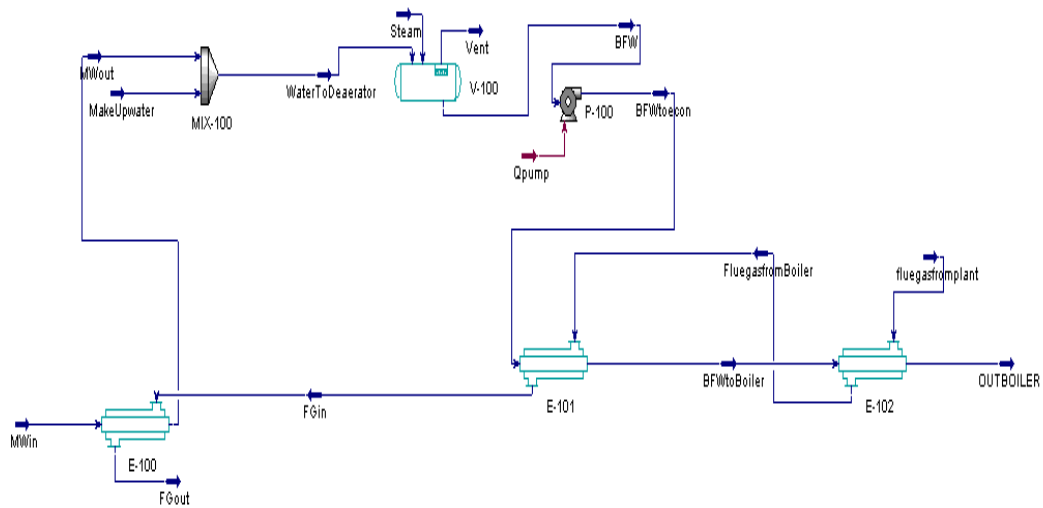 Steam
Vent
BFW
MWout
WaterToDeaerator
V-100
MakeUpwater
MIX-100
P-100
BFWtoecon
Qpump
FluegasfromBoiler
fluegasfromplant
BFWtoBoiler
OUTBOILER
FGin
E-101
E-102
MWin
E-100
FGout